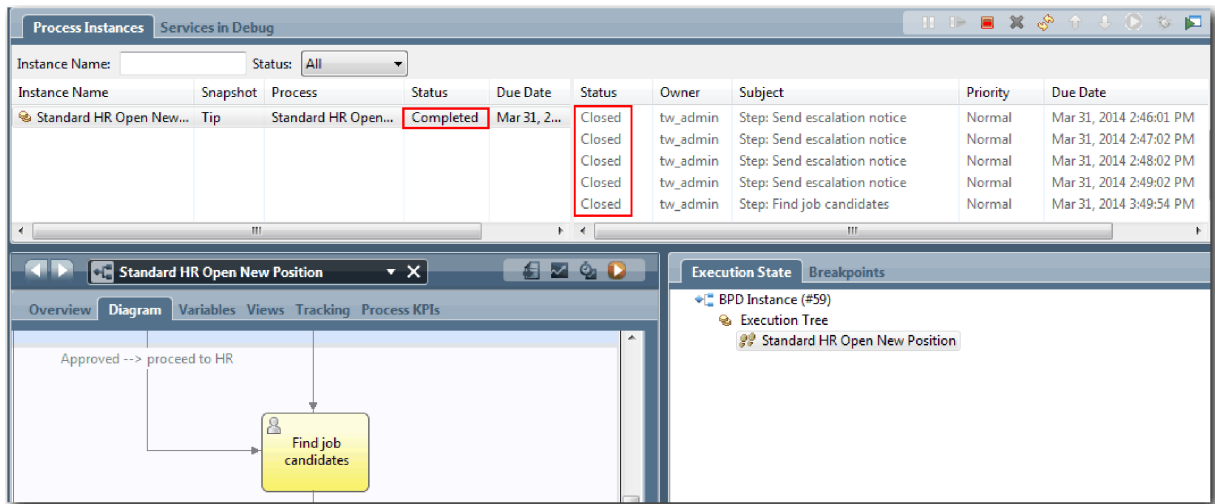 Process Instances Services in Debug
Instance Name: Status: All
Instance Name Snapshot Process Status Due Date Status Owner Subject Priority Due Date
Standard HR Open New... Tip Standard HR Open... Completed Mar 31, 2... Closed tw_admin Step: Send escalation notice Normal Mar 31, 2014 2:46:01 PM
Closed tw_admin Step: Send escalation notice Normal Mar 31, 2014 2:47:02 PM
Closed tw_admin Step: Send escalation notice Normal Mar 31, 2014 2:48:02 PM
Closed tw_admin Step: Send escalation notice Normal Mar 31, 2014 2:49:02 PM
Closed tw_admin Step: Find job candidates Normal Mar 31, 2014 3:49:54 PM
Standard HR Open New Position
Overview Diagram Variables Views Tracking Process KPIs
Approved --> proceed to HR
Find job
candidates
Execution State Breakpoints
BPD Instance (#59)
Execution Tree
Standard HR Open New Position